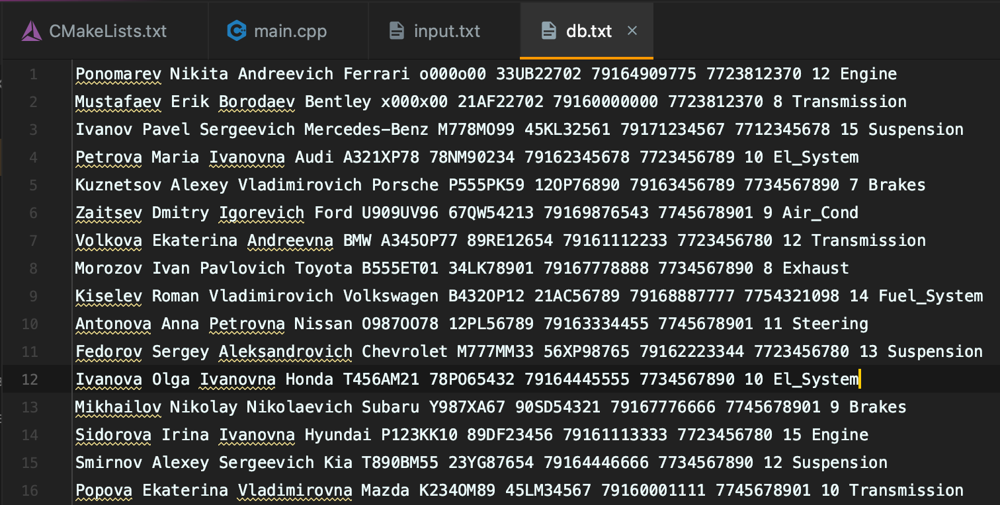 CMakeLists.txt main.cpp input.txt db.txt
1 Ponomarev Nikita Andreevich Ferrari o000o00 33UB22702 79164909775 7723812370 12 Engine
2 Mustafaev Erik Borodaev Bentley x000x00 21AF22702 79160000000 7723812370 8 Transmission
3 Ivanov Pavel Sergeevich Mercedes-Benz M778MO99 45KL32561 79171234567 7712345678 15 Suspension
4 Petrova Maria Ivanovna Audi A321XP78 78NM90234 79162345678 7723456789 10 El_System
5 Kuznetsov Alexey Vladimirovich Porsche P555PK59 12OP76890 79163456789 7734567890 7 Brakes
6 Zaitsev Dmitry Igorevich Ford U909UV96 67QW54213 79169876543 7745678901 9 Air_Cond
7 Volkova Ekaterina Andreevna BMW A345OP77 89RE12654 79161112233 7723456780 12 Transmission
8 Morozov Ivan Pavlovich Toyota B555ET01 34LK78901 79167778888 7734567890 8 Exhaust
9 Kiselev Roman Vladimirovich Volkswagen B432OP12 21AC56789 79168887777 7754321098 14 Fuel_System
10 Antonova Anna Petrovna Nissan O987OO78 12PL56789 79163334455 7745678901 11 Steering
11 Fedorov Sergey Aleksandrovich Chevrolet M777MM33 56XP98765 79162223344 7723456780 13 Suspension
12 Ivanova Olga Ivanovna Honda T456AM21 78PO65432 79164445555 7734567890 10 El_System
13 Mikhailov Nikolay Nikolaevich Subaru Y987XA67 90SD54321 79167776666 7745678901 9 Brakes
14 Sidorova Irina Ivanovna Hyundai P123KK10 89DF23456 79161113333 7723456780 15 Engine
15 Smirnov Alexey Sergeevich Kia T890BM55 23YG87654 79164446666 7734567890 12 Suspension
16 Popova Ekaterina Vladimirovna Mazda K234OM89 45LM34567 79160001111 7745678901 10 Transmission